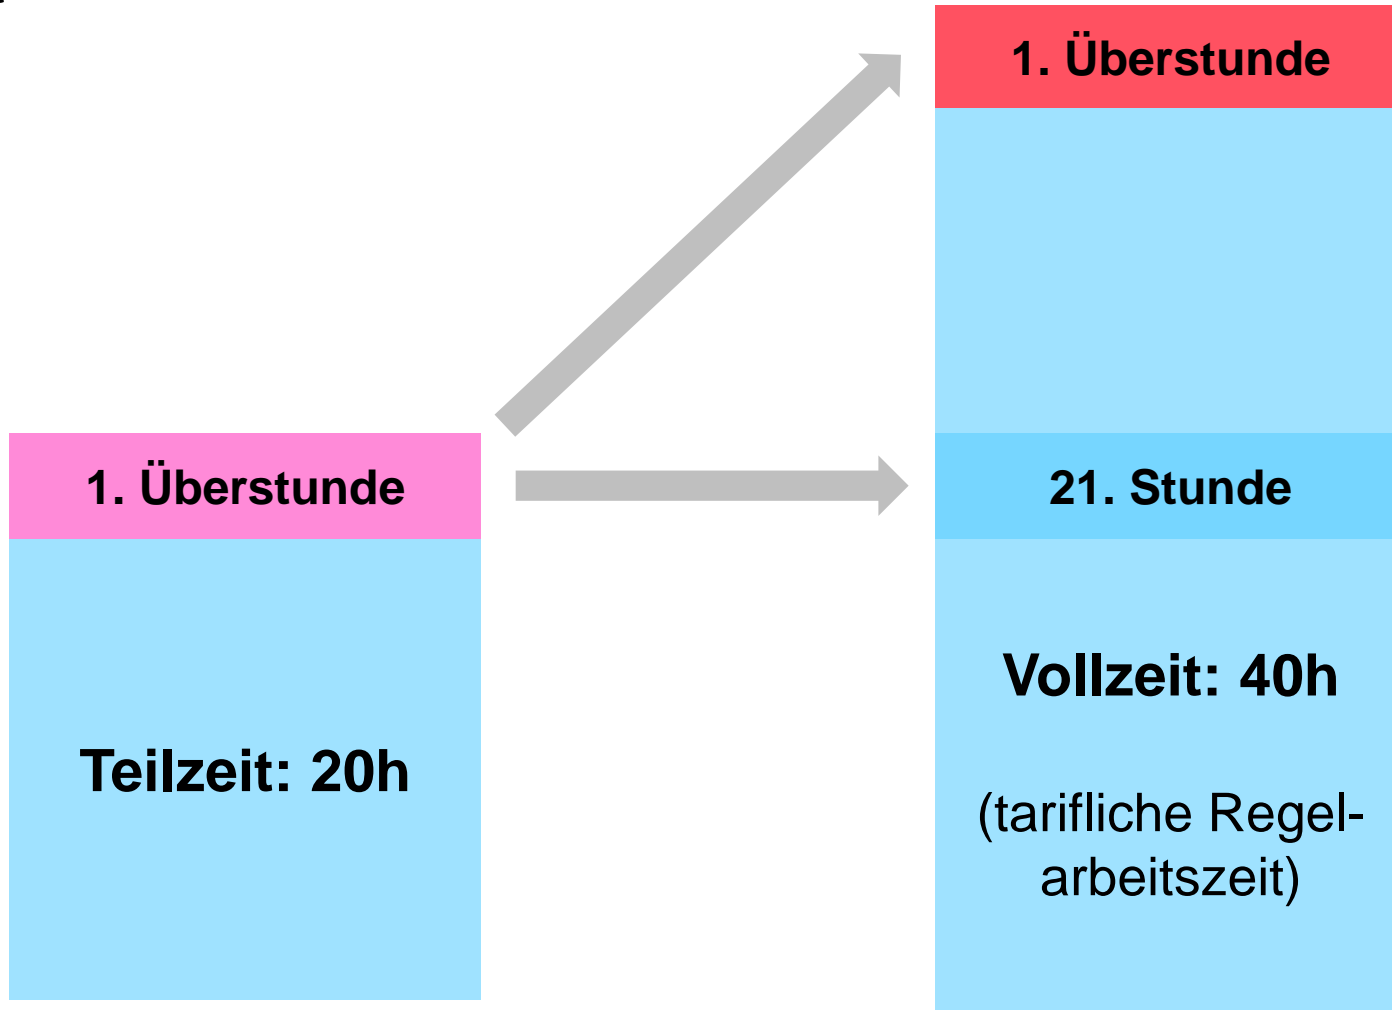 1. Überstunde
1. Überstunde
21. Stunde
Teilzeit: 20h
Vollzeit: 40h
(tarifliche Regel-
arbeitszeit)